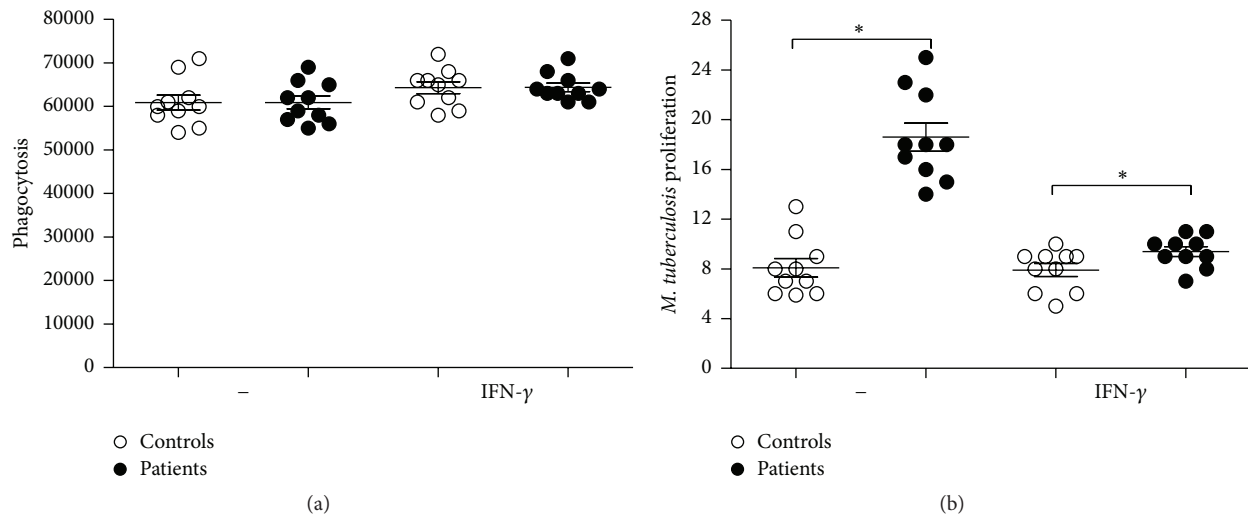 80000
70000
60000
50000
40000
30000
20000
10000
0
Phagocytosis
–
IFN-γ
Controls
Patients
(a)
28
24
20
16
12
8
4
0
M. tuberculosis proliferation
*
*
–
IFN-γ
Controls
Patients
(b)